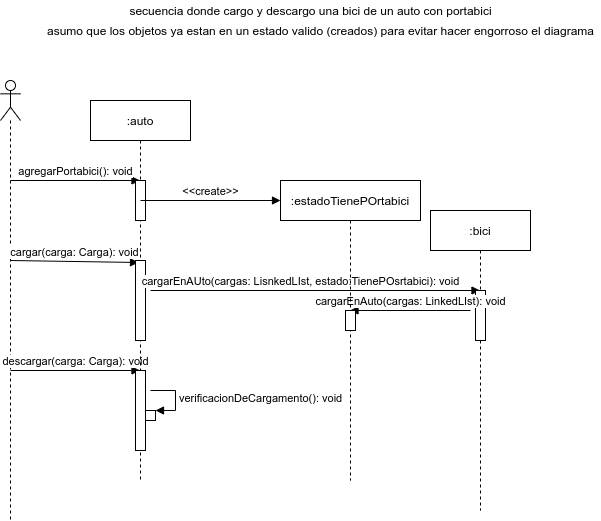 secuencia donde cargo y descargo una bici de un auto con portabici
asumo que los objetos ya estan en un estado valido (creados) para evitar hacer engorroso el diagrama
:auto
agregarPortabici(): void
<<create>>
:estadoTienePOrtabici
:bici
cargar(carga: Carga): void
cargarEnAUto(cargas: LisnkedLIst, estado:TienePOsrtabici): void
cargarEnAuto(cargas: LinkedLIst): void
descargar(carga: Carga): void
verificacionDeCargamento(): void